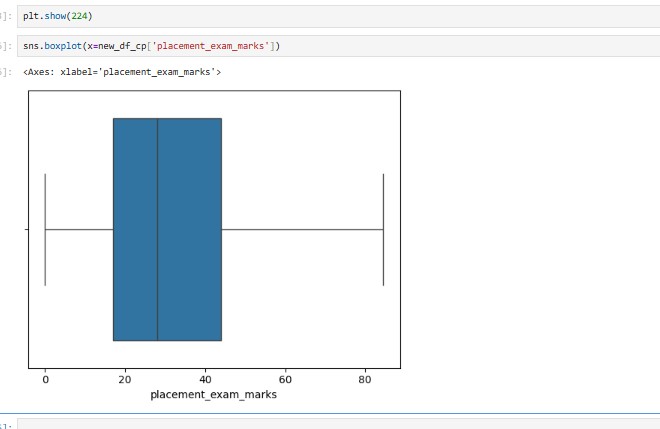 ]:
plt.show(224)
]:
sns.boxplot(x=new_df_cp['placement_exam_marks'])
]:
<Axes: xlabel='placement_exam_marks'>
0 20 40 60 80
placement_exam_marks
]: